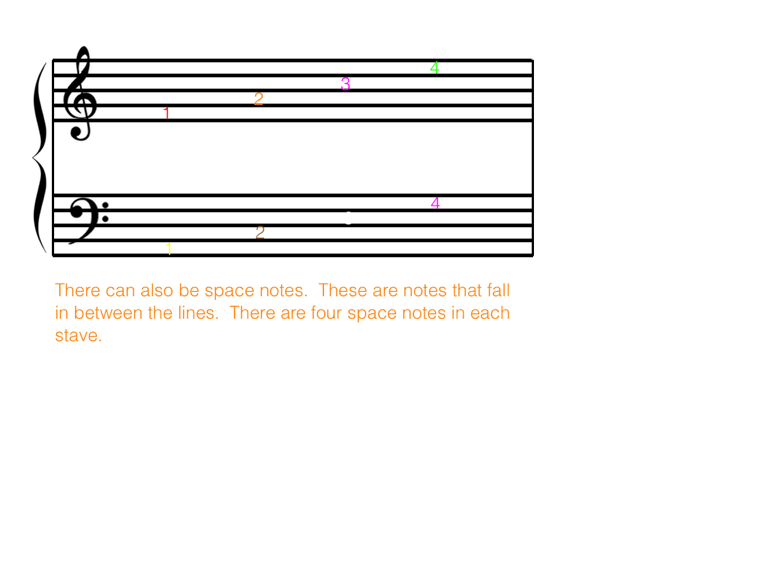 4
3
2
1
4
2
1
There can also be space notes.  These are notes that fall
in between the lines.  There are four space notes in each
stave.